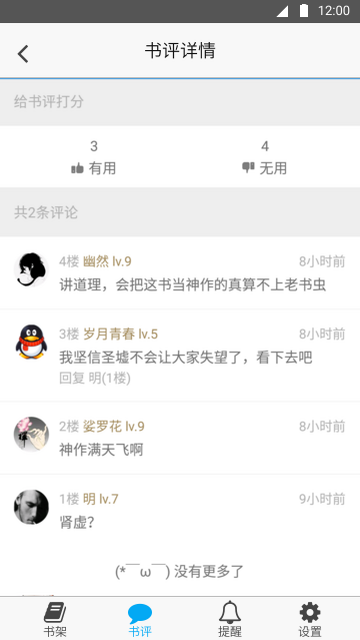 12:00
书评详情
给书评打分
3
4
有用
无用
共2条评论
4楼 幽然 lv.9
8小时前
讲道理，会把这书当神作的真算不上老书虫
3楼 岁月青春 lv.5
8小时前
我坚信圣墟不会让大家失望了，看下去吧
回复 明(1楼)
2楼 娑罗花 lv.9
8小时前
神作满天飞啊
1楼 明 lv.7
9小时前
肾虚？
(*￣ω￣) 没有更多了
书架
书评
提醒
设置